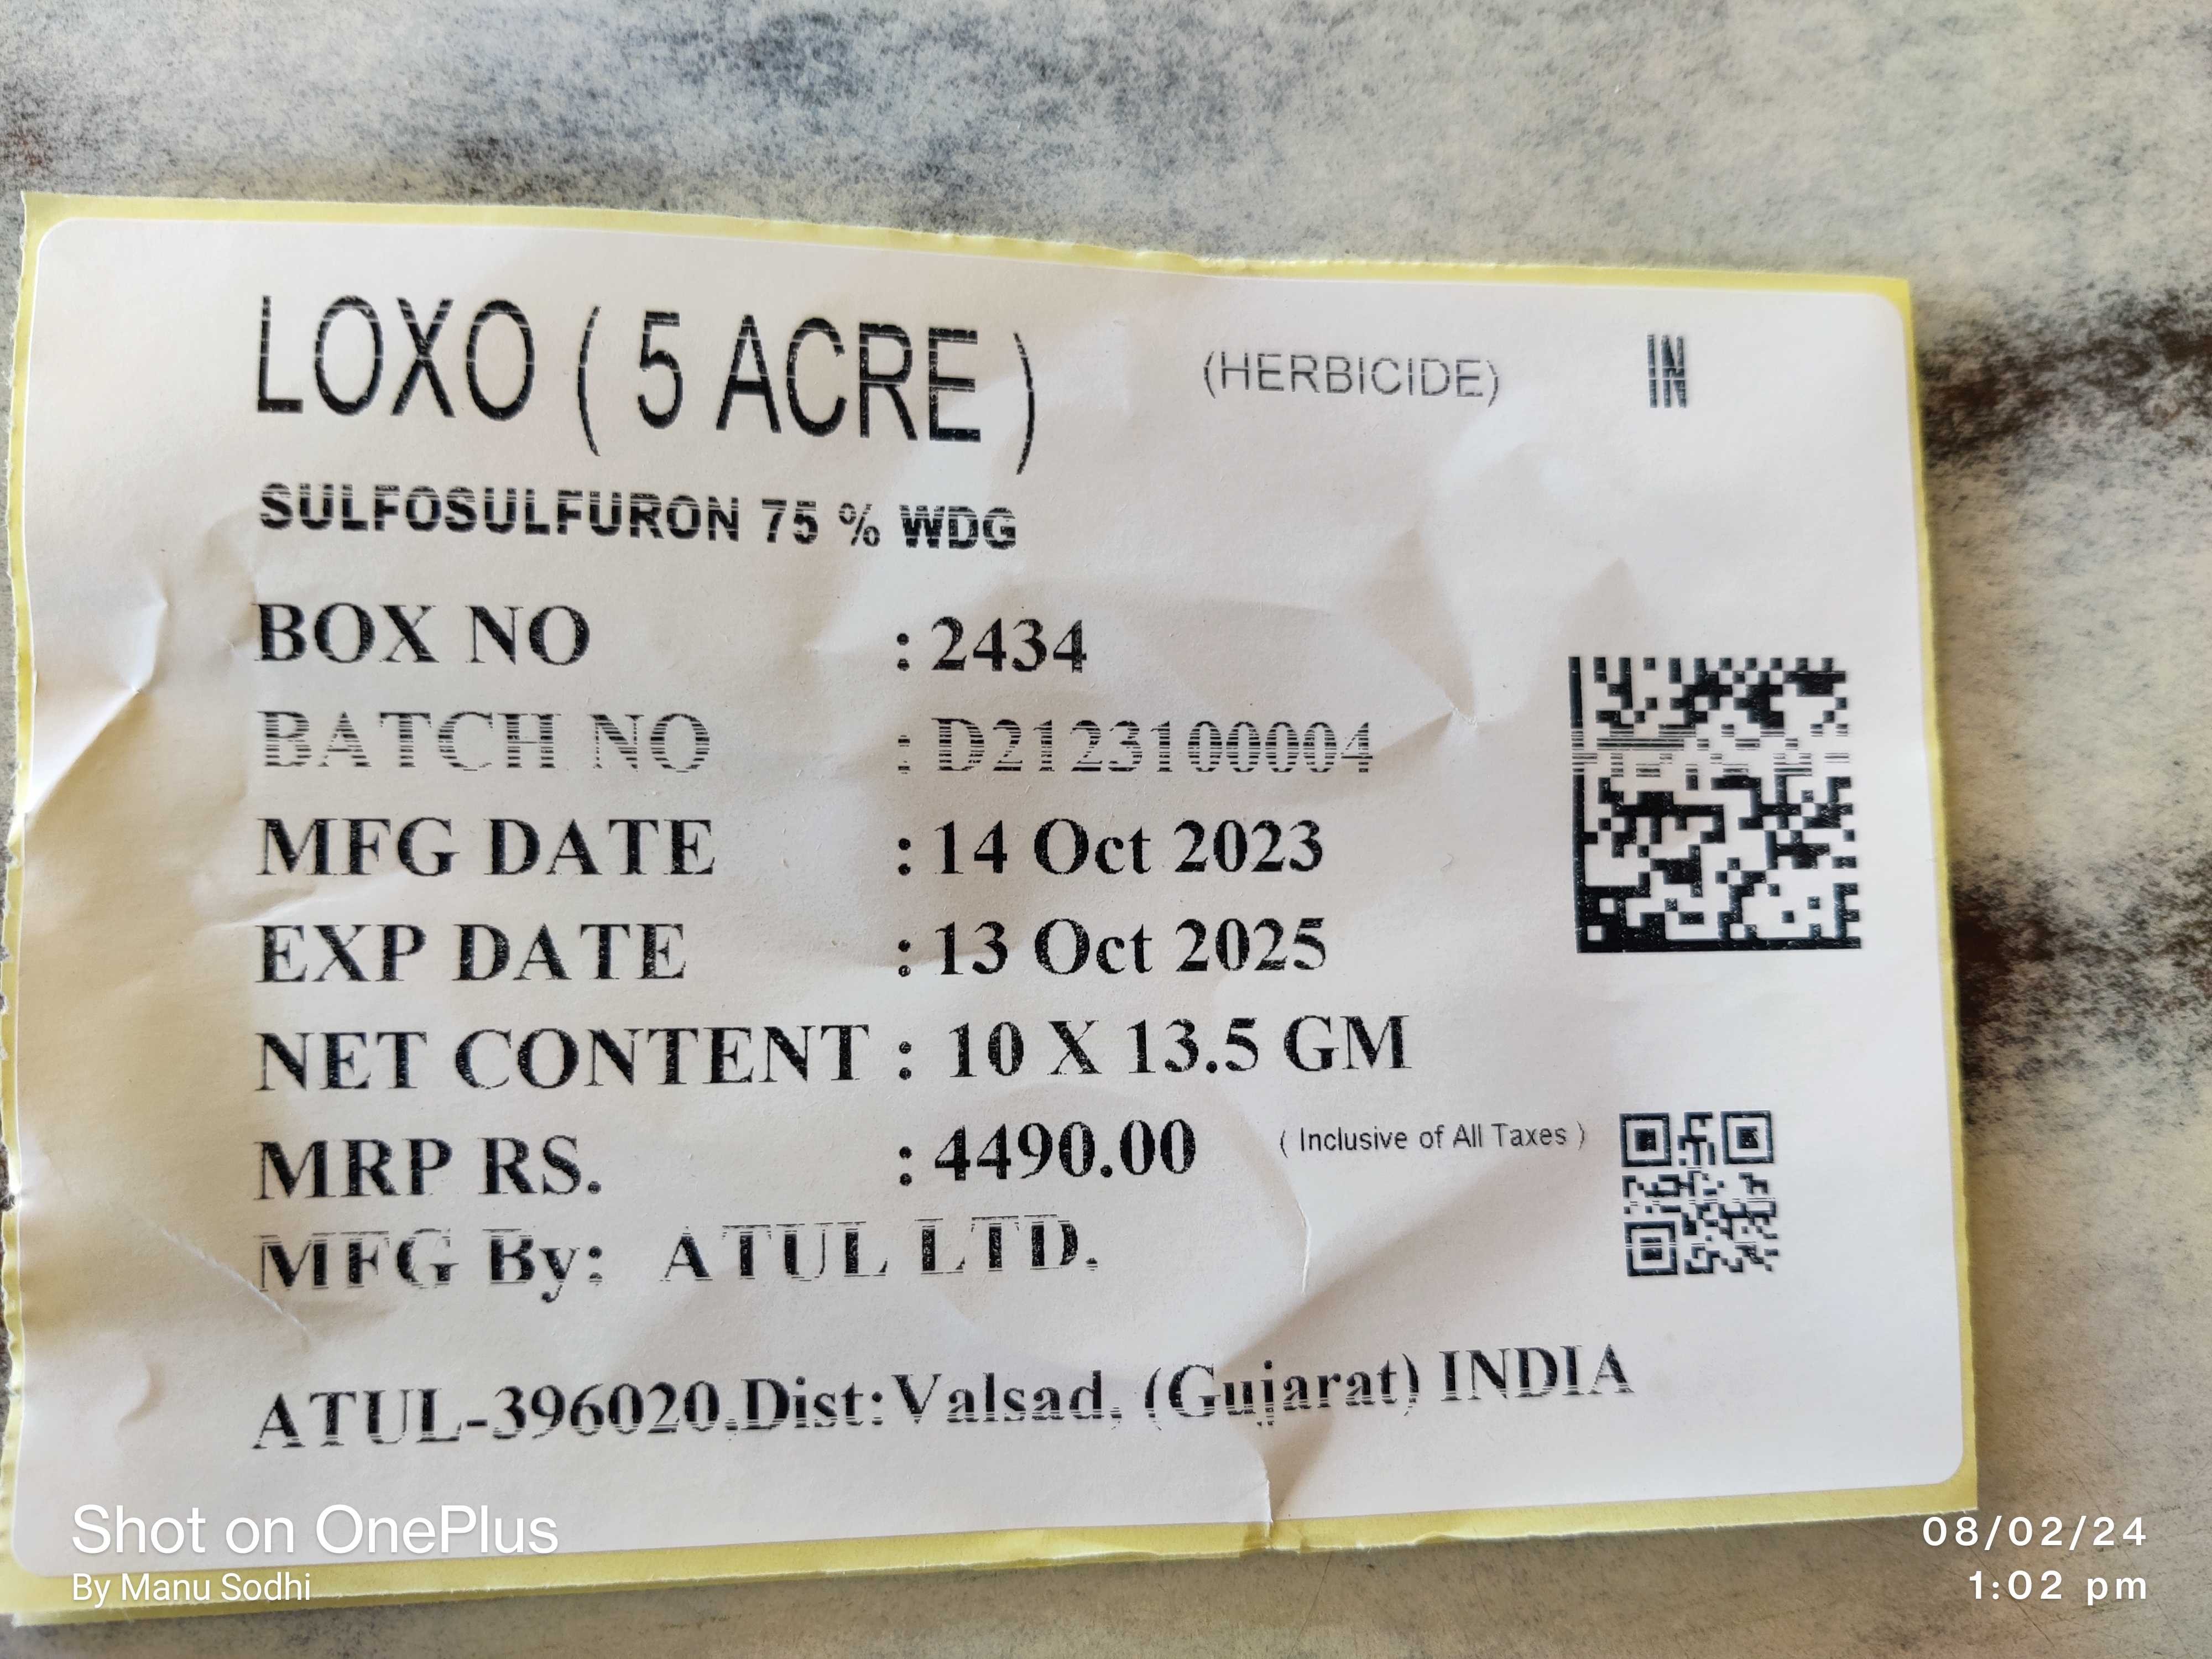 LOXO ( 5 ACRE ) (HERBICIDE) IN
SULFOSULFURON 75 % WDG
BOX NO : 2434
BATCH NO : D2123100004
MFG DATE : 14 Oct 2023
EXP DATE : 13 Oct 2025
NET CONTENT : 10 X 13.5 GM
MRP RS. : 4490.00 ( Inclusive of All Taxes )
MFG By: ATUL LTD.
ATUL-396020,Dist:Valsad, (Gujarat) INDIA
Shot on OnePlus
By Manu Sodhi
08/02/24
1:02 pm